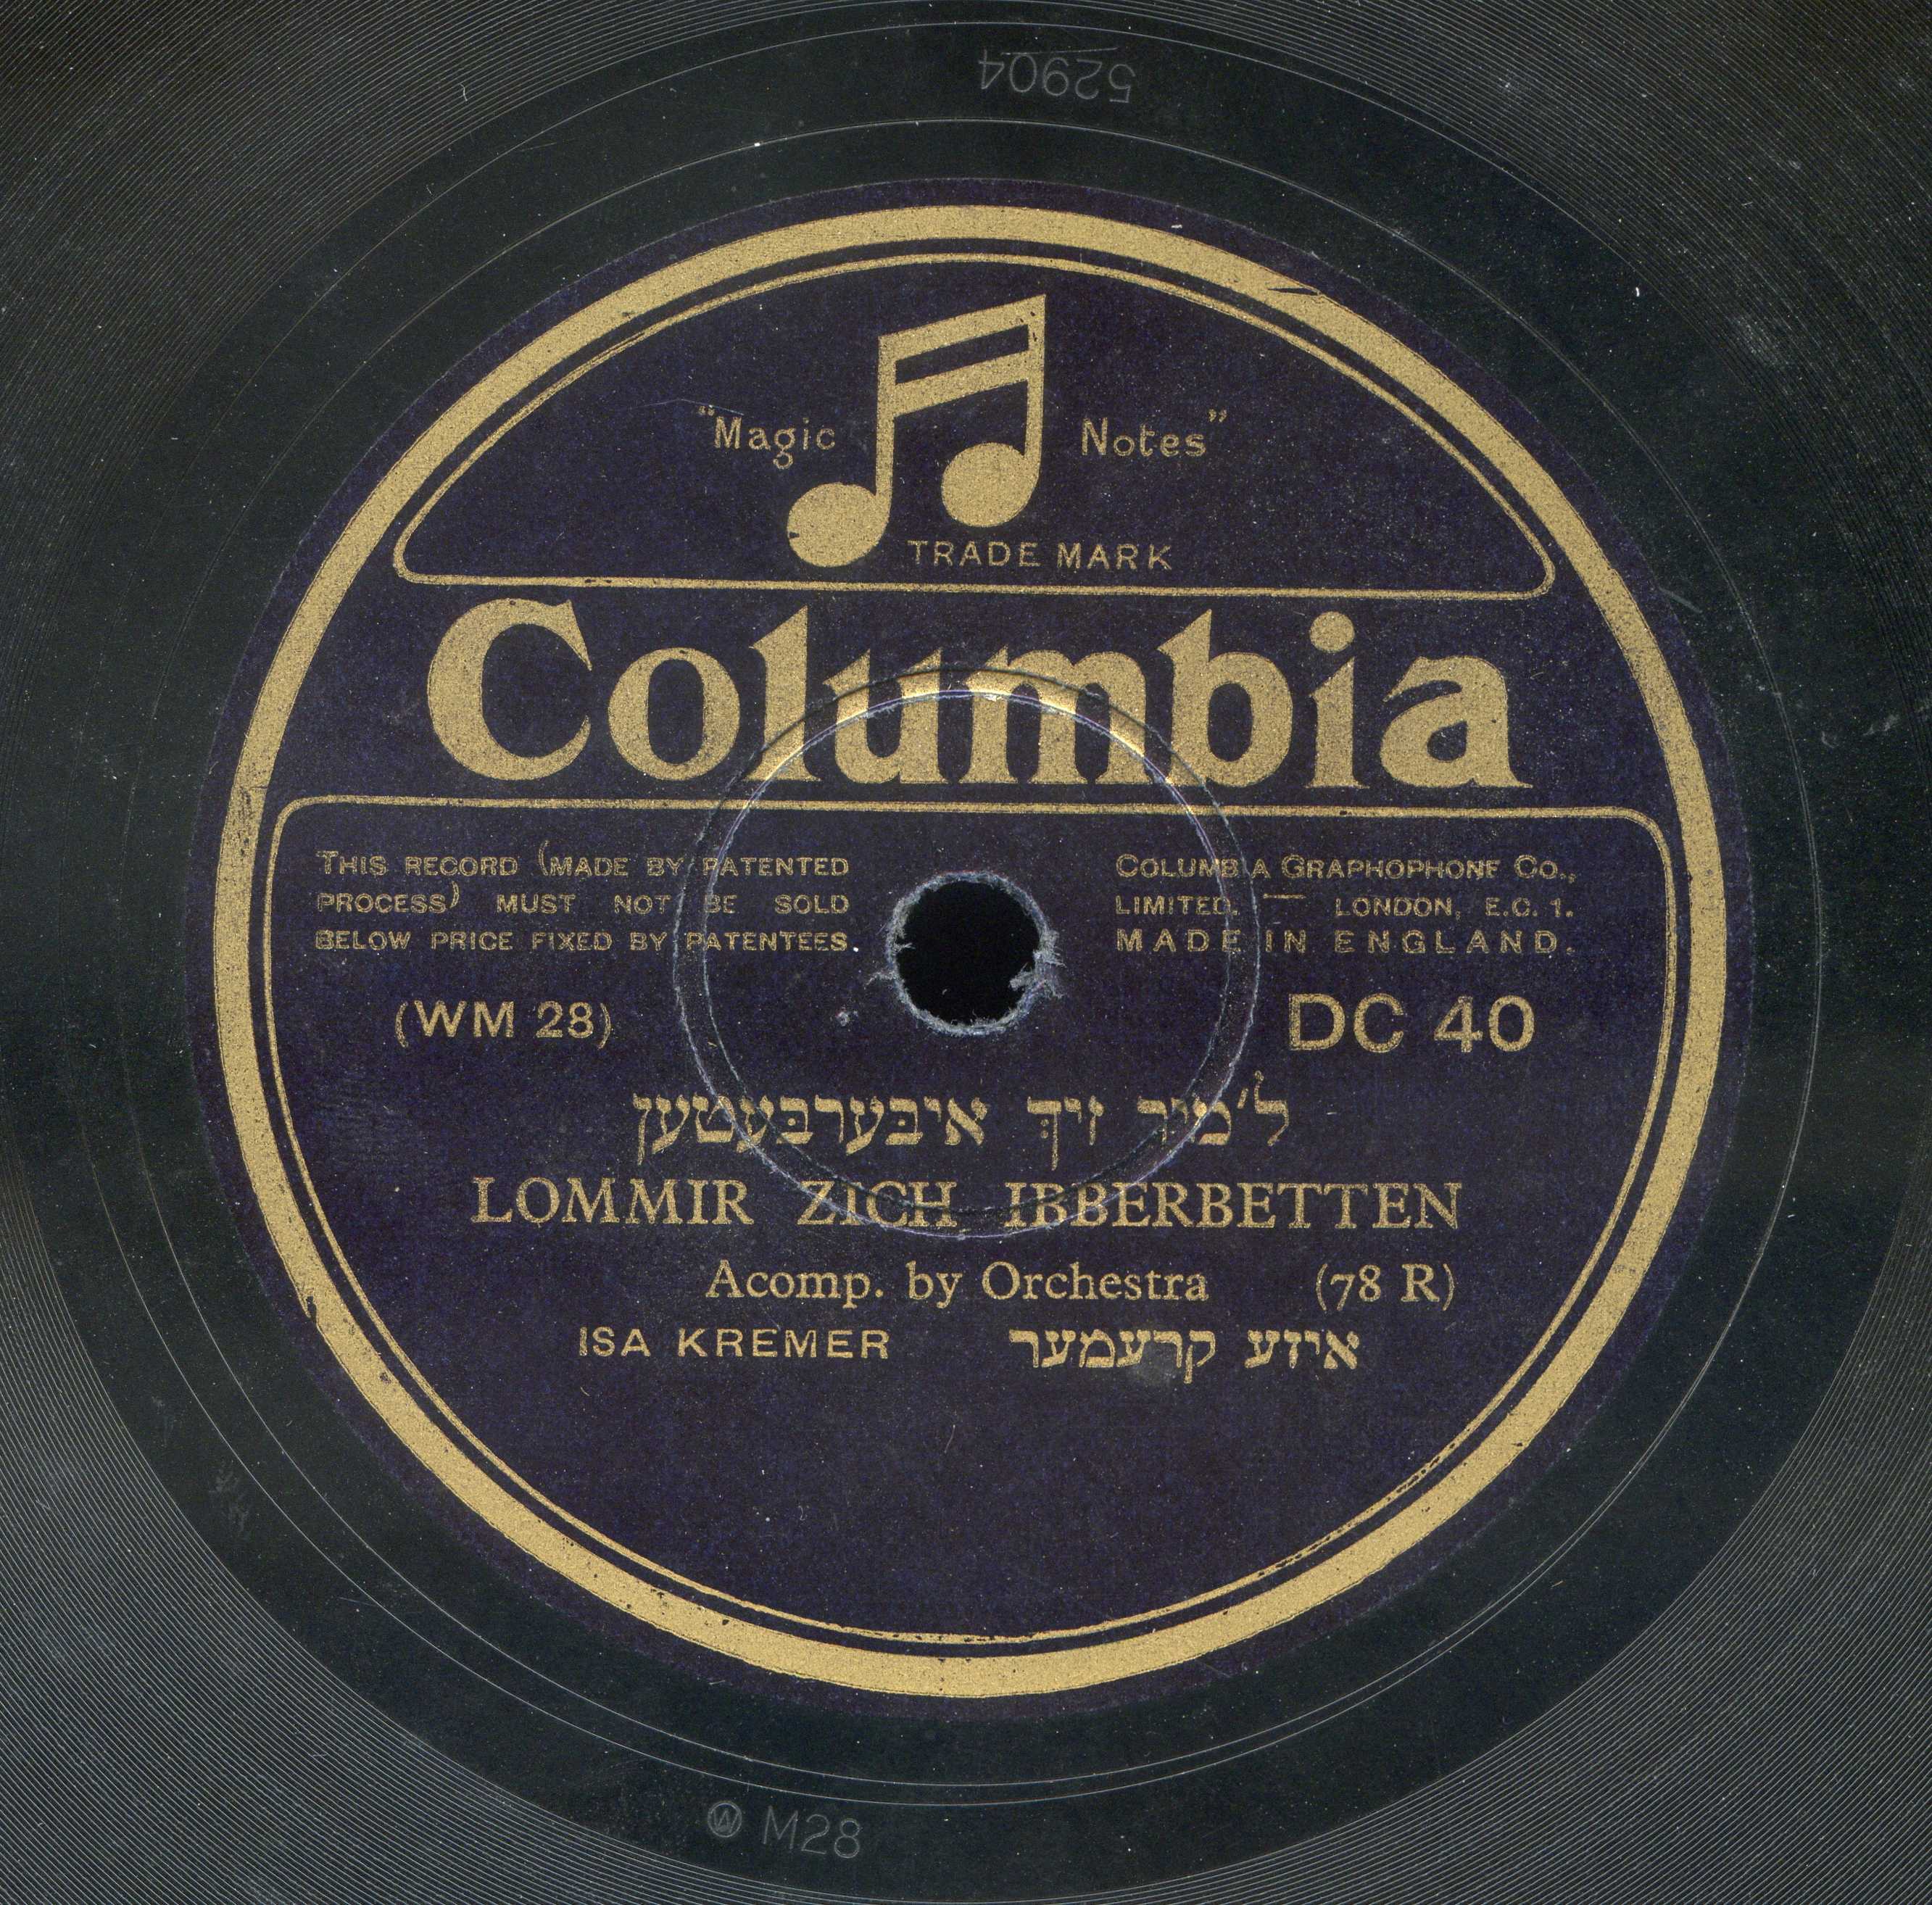 52904
"Magic Notes"
TRADE MARK
Columbia
THIS RECORD (MADE BY PATENTED
PROCESS) MUST NOT BE SOLD
BELOW PRICE FIXED BY PATENTEES.
COLUMBIA GRAPHOPHONE CO.,
LIMITED. — LONDON, E.C. 1.
MADE IN ENGLAND.
(WM 28) DC 40
ל'מיר זיך איבערבעטען
LOMMIR ZICH IBBERBETTEN
Acomp. by Orchestra (78 R)
ISA KREMER איזע קרעמער
Ⓦ M28